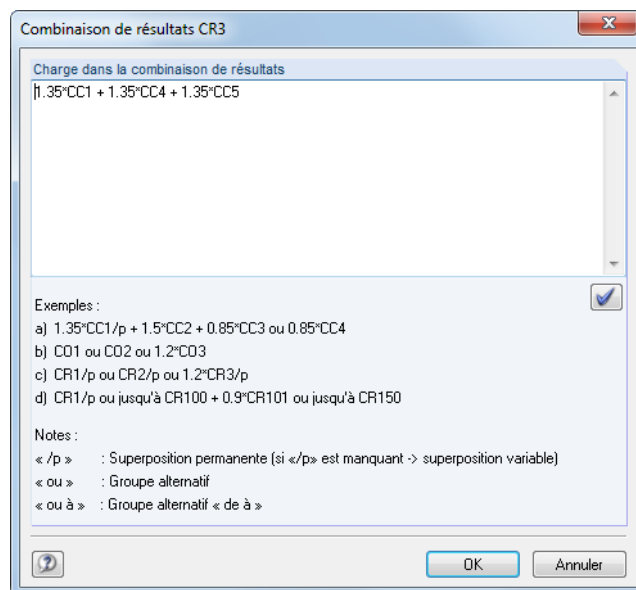 Combinaison de résultats CR3
Charge dans la combinaison de résultats
1.35*CC1 + 1.35*CC4 + 1.35*CC5
Exemples :
a) 1.35*CC1/p + 1.5*CC2 + 0.85*CC3 ou 0.85*CC4
b) CO1 ou CO2 ou 1.2*CO3
c) CR1/p ou CR2/p ou 1.2*CR3/p
d) CR1/p ou jusqu'à CR100 + 0.9*CR101 ou jusqu'à CR150
Notes :
« /p » : Superposition permanente (si «/p» est manquant -> superposition variable)
« ou » : Groupe alternatif
« ou à » : Groupe alternatif « de à »
OK Annuler